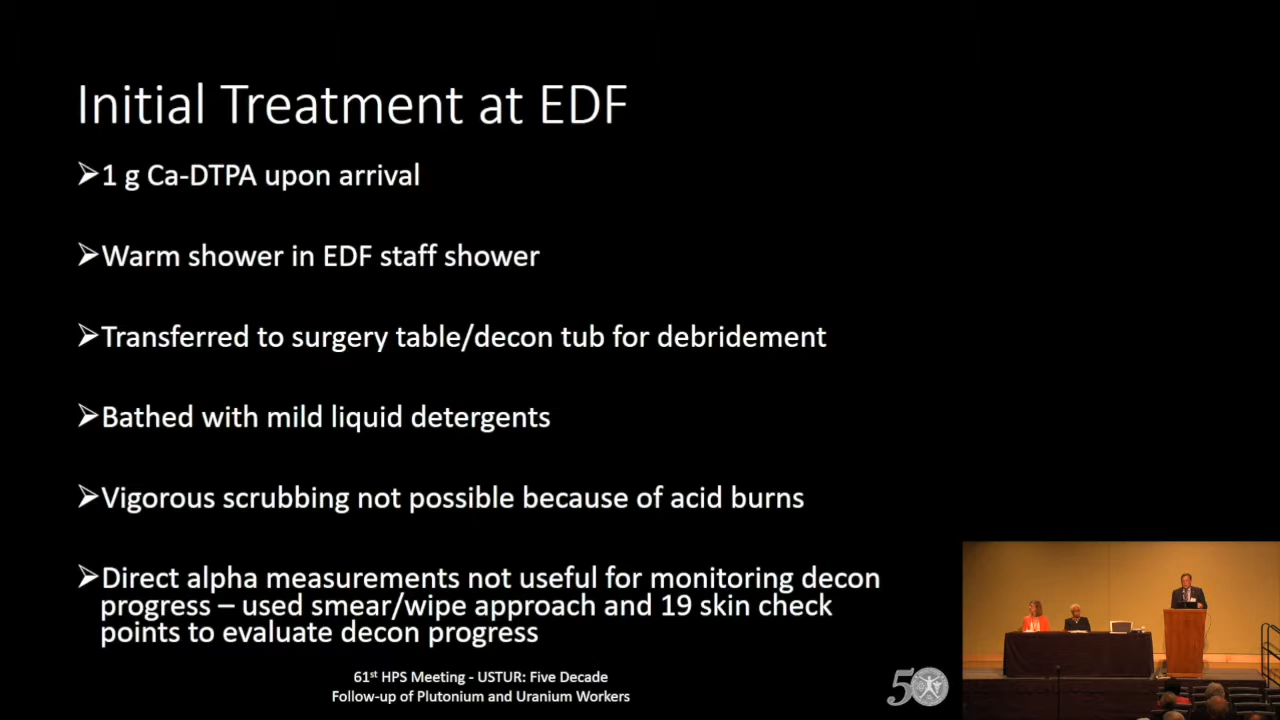 Initial Treatment at EDF
➢1 g Ca-DTPA upon arrival
➢Warm shower in EDF staff shower
➢Transferred to surgery table/decon tub for debridement
➢Bathed with mild liquid detergents
➢Vigorous scrubbing not possible because of acid burns
➢Direct alpha measurements not useful for monitoring decon
progress – used smear/wipe approach and 19 skin check
points to evaluate decon progress
61st HPS Meeting - USTUR: Five Decade
Follow-up of Plutonium and Uranium Workers
50